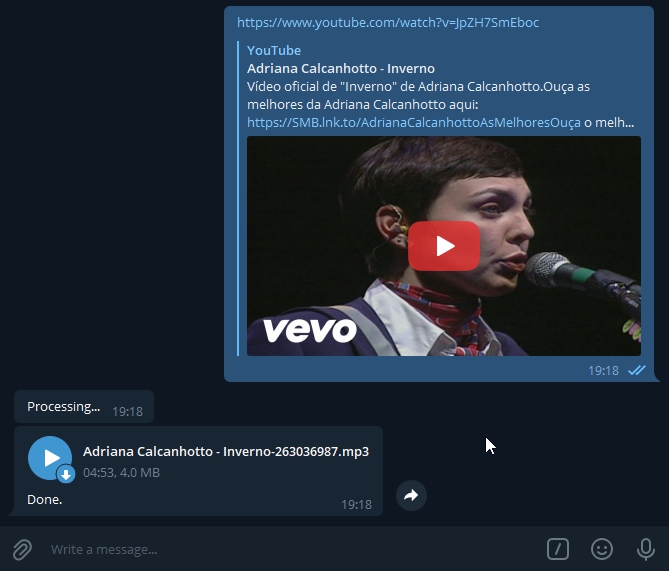 https://www.youtube.com/watch?v=JpZH7SmEboc
YouTube
Adriana Calcanhotto - Inverno
Vídeo oficial de "Inverno" de Adriana Calcanhotto.Ouça as
melhores da Adriana Calcanhotto aqui:
https://SMB.lnk.to/AdrianaCalcanhottoAsMelhoresOuça o melh...
vevo
19:18
Processing... 19:18
Adriana Calcanhotto - Inverno-263036987.mp3
04:53, 4.0 MB
Done. 19:18
Write a message...